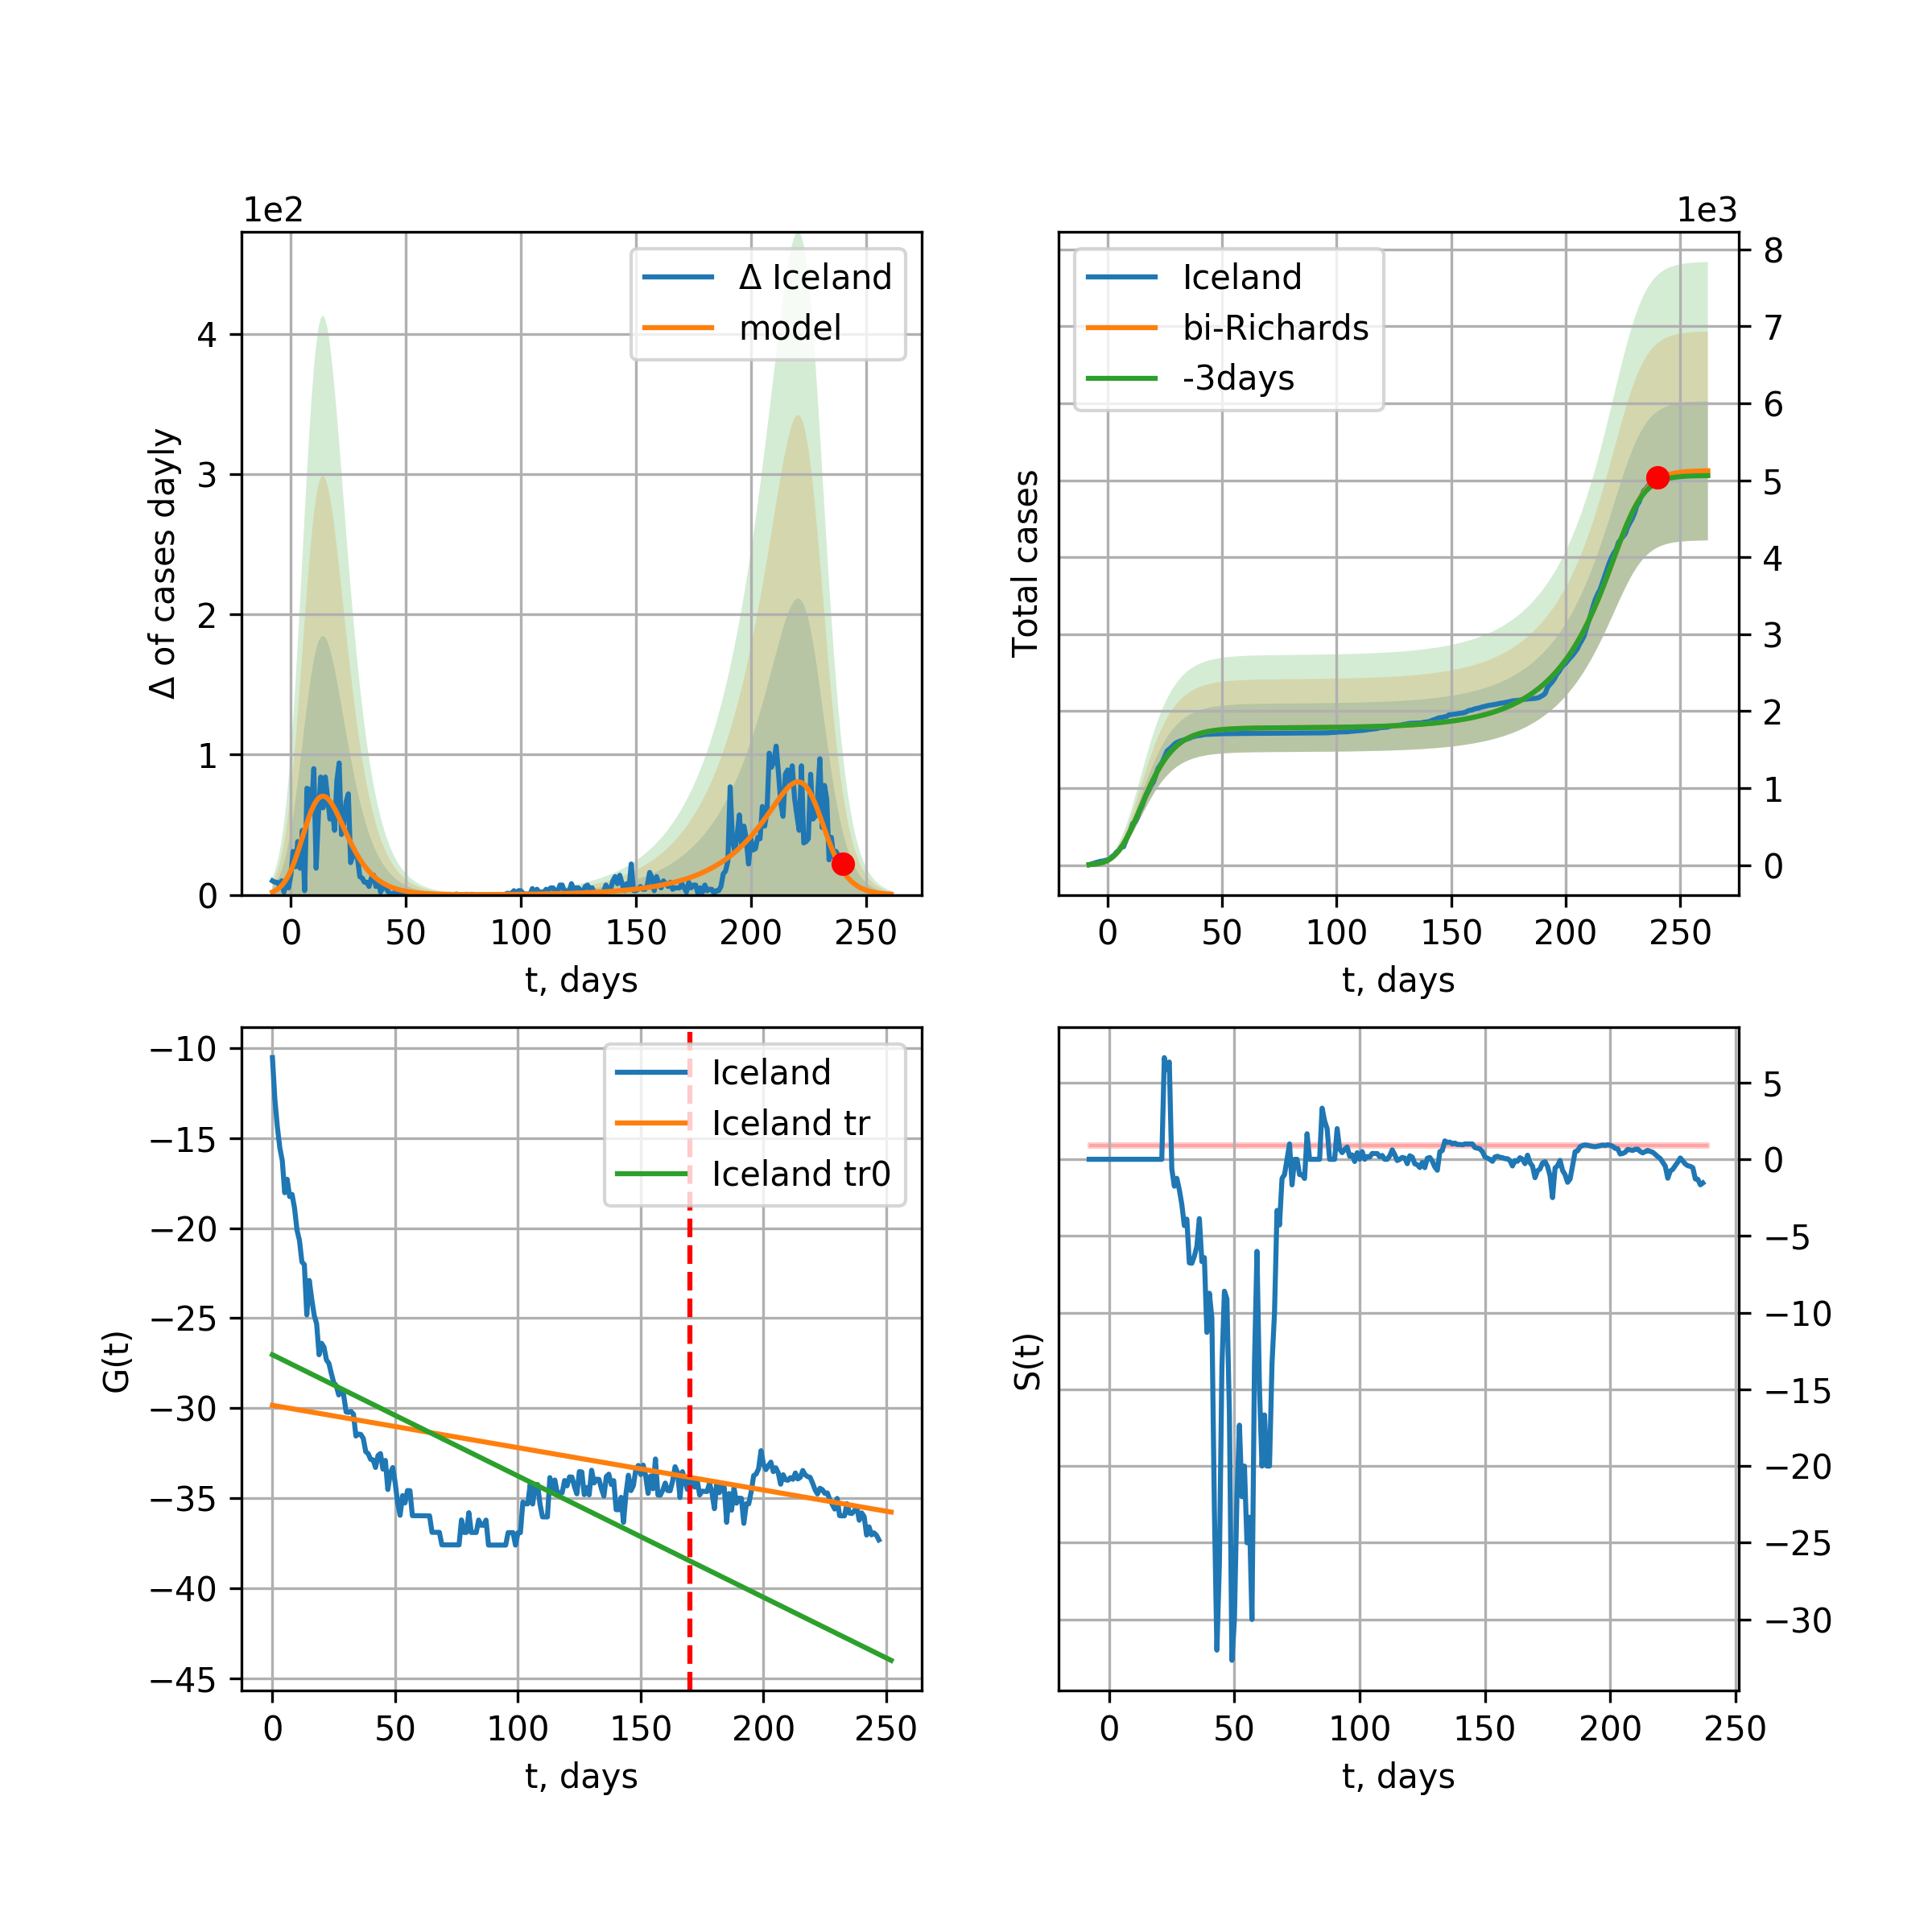 1e2
Δ of cases dayly
4
3
2
1
0
Δ Iceland
model
0 50 100 150 200 250
t, days
1e3
Total cases
Iceland
bi-Richards
-3days
8
7
6
5
4
3
2
1
0
0 50 100 150 200 250
t, days
G(t)
−10
−15
−20
−25
−30
−35
−40
−45
Iceland
Iceland tr
Iceland tr0
0 50 100 150 200 250
t, days
S(t)
5
0
−5
−10
−15
−20
−25
−30
0 50 100 150 200 250
t, days